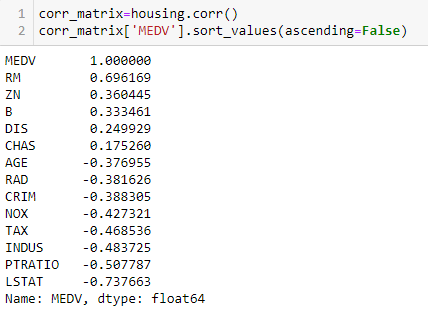 1 corr_matrix=housing.corr()
2 corr_matrix['MEDV'].sort_values(ascending=False)
MEDV 1.000000
RM 0.696169
ZN 0.360445
B 0.333461
DIS 0.249929
CHAS 0.175260
AGE -0.376955
RAD -0.381626
CRIM -0.388305
NOX -0.427321
TAX -0.468536
INDUS -0.483725
PTRATIO -0.507787
LSTAT -0.737663
Name: MEDV, dtype: float64